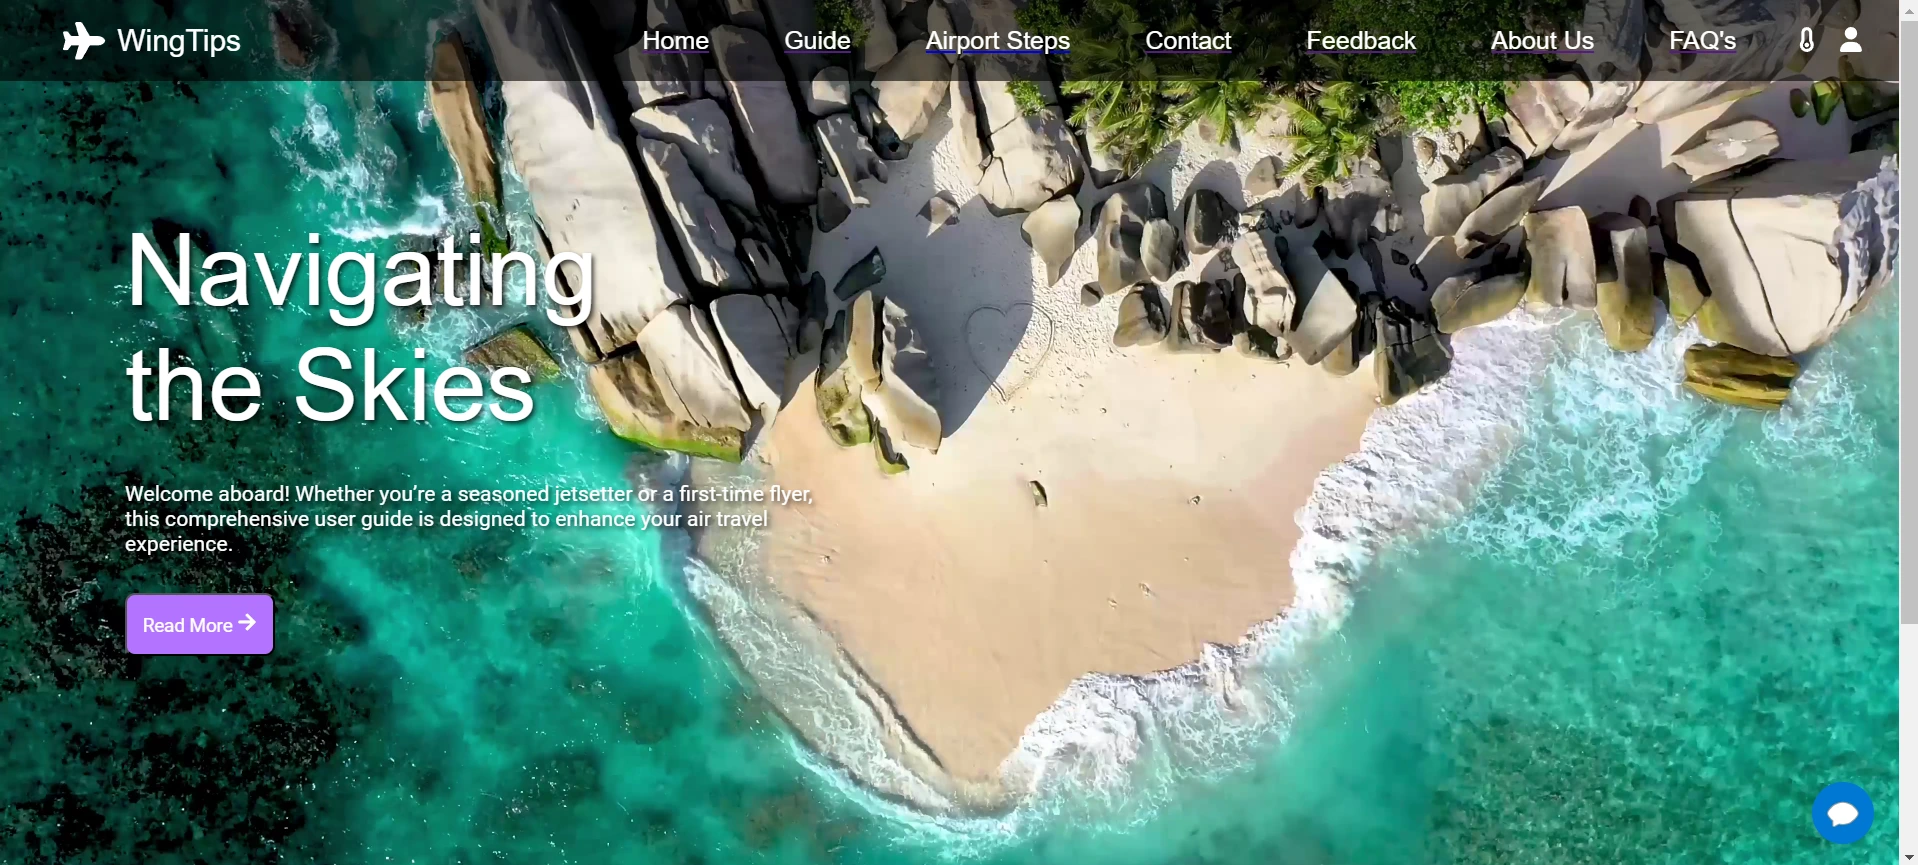 WingTips
Home Guide Airport Steps Contact Feedback About Us FAQ's
Navigating
the Skies
Welcome aboard! Whether you’re a seasoned jetsetter or a first-time flyer,
this comprehensive user guide is designed to enhance your air travel
experience.
Read More